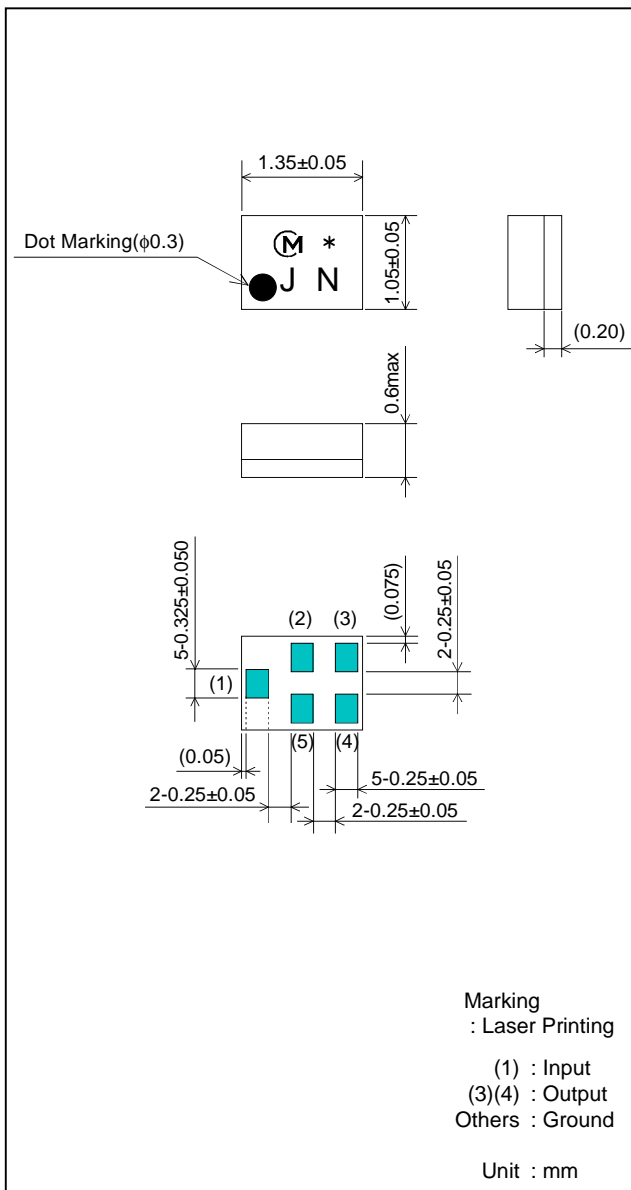 1.35±0.05
Dot Marking(ϕ0.3)
M *
J N
1.05±0.05
(0.20)
0.6max
5-0.325±0.050
(0.075)
2-0.25±0.05
(2) (3)
(1)
(5) (4)
(0.05)
5-0.25±0.05
2-0.25±0.05
2-0.25±0.05
Marking
: Laser Printing
(1) : Input
(3)(4) : Output
Others : Ground
Unit : mm